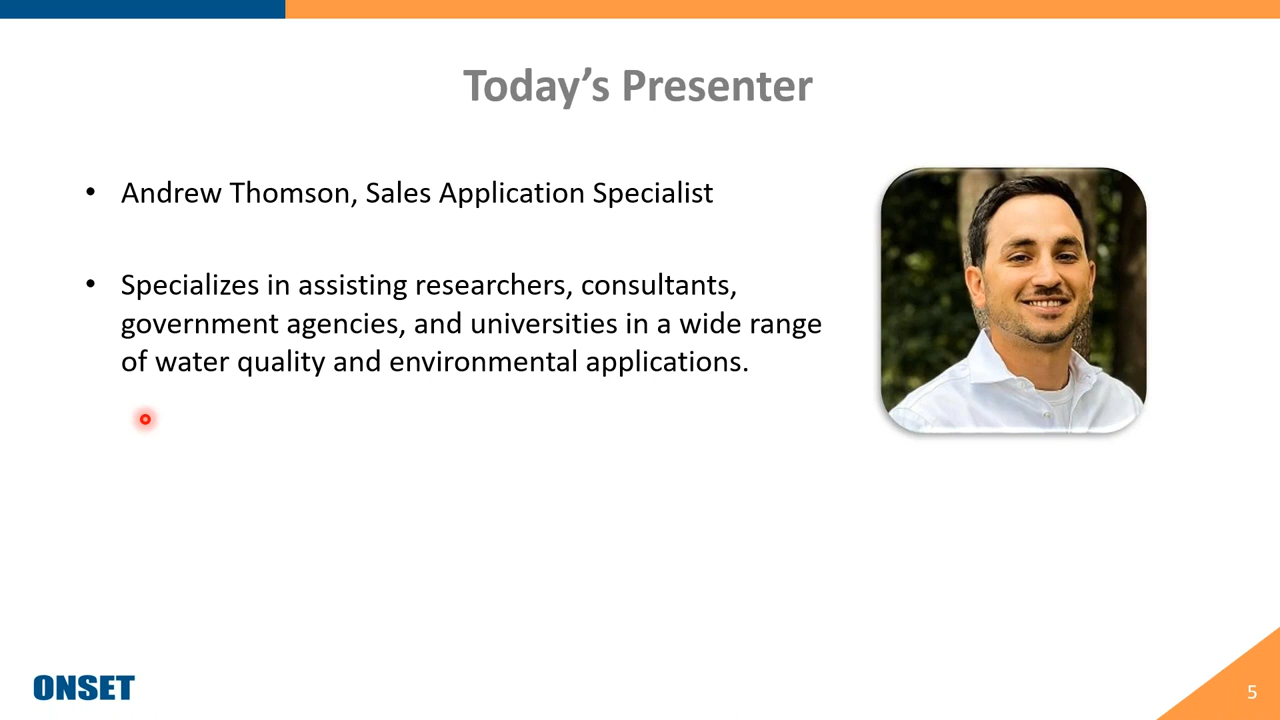 Today’s Presenter
• Andrew Thomson, Sales Application Specialist
• Specializes in assisting researchers, consultants,
government agencies, and universities in a wide range
of water quality and environmental applications.
ONSET
5